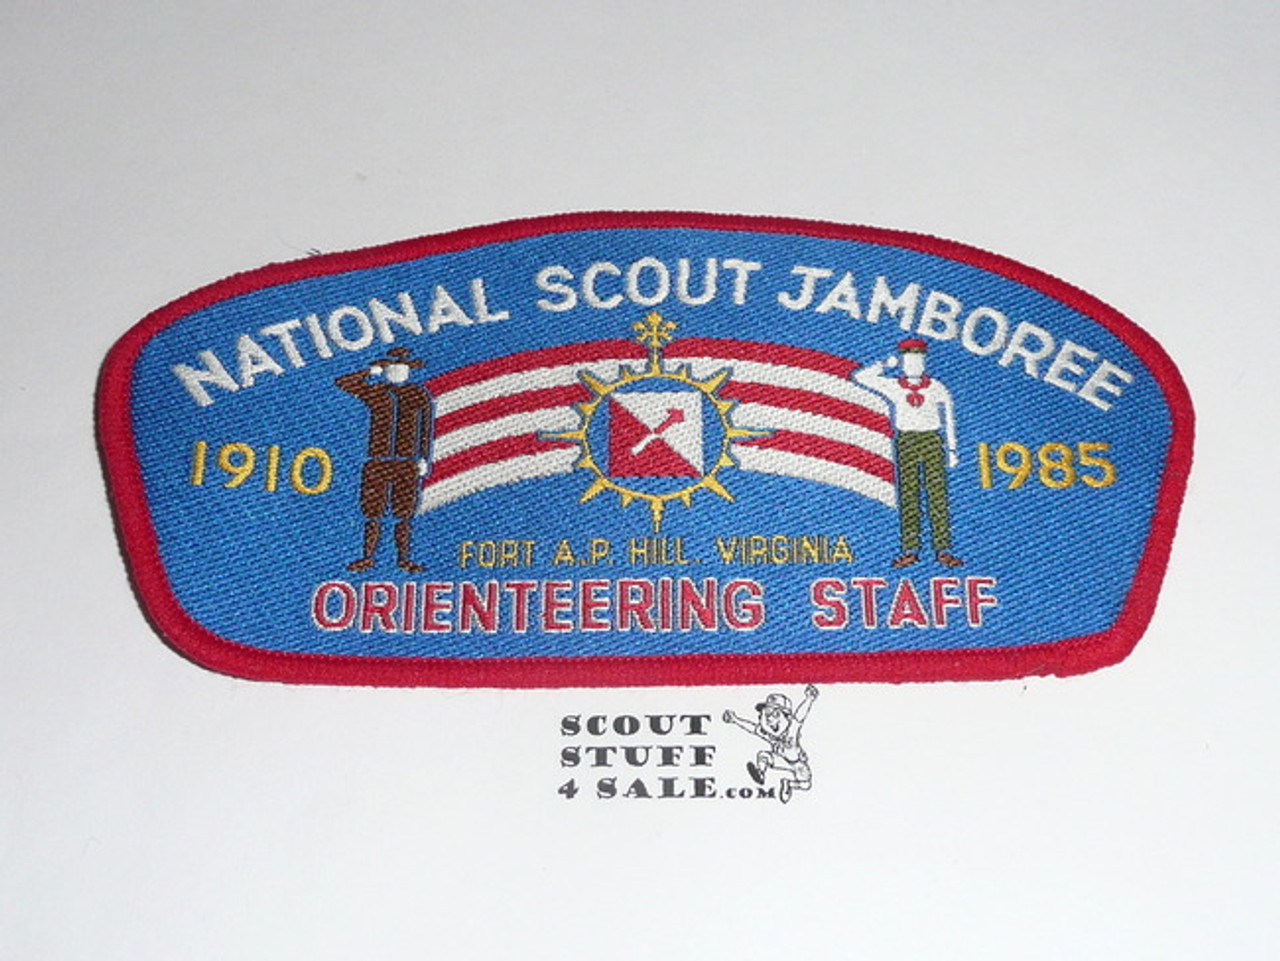 NATIONAL SCOUT JAMBOREE
1910 1985
FORT A.P. HILL, VIRGINIA
ORIENTEERING STAFF
SCOUT
STUFF
4 SALE.COM